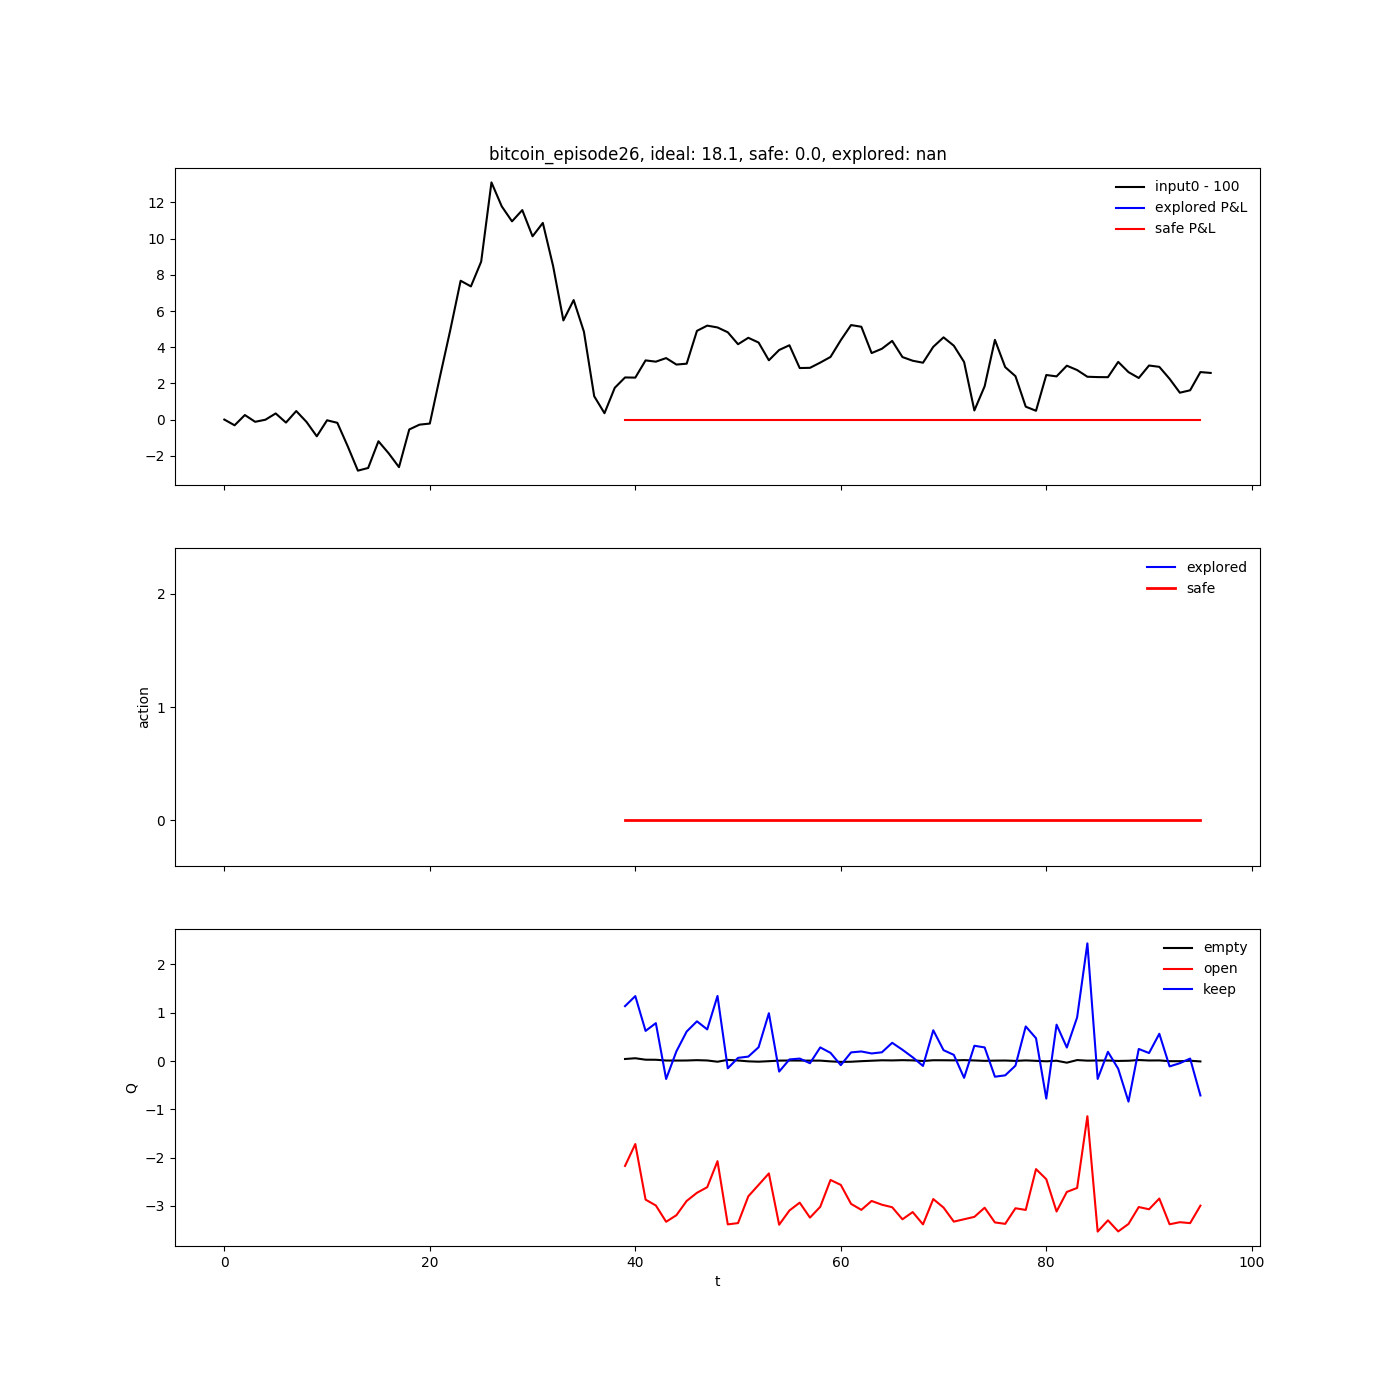 bitcoin_episode26, ideal: 18.1, safe: 0.0, explored: nan
12
10
8
6
4
2
0
−2
input0 - 100
explored P&L
safe P&L
2
1
0
action
explored
safe
2
1
0
−1
−2
−3
Q
empty
open
keep
0 20 40 60 80 100
t